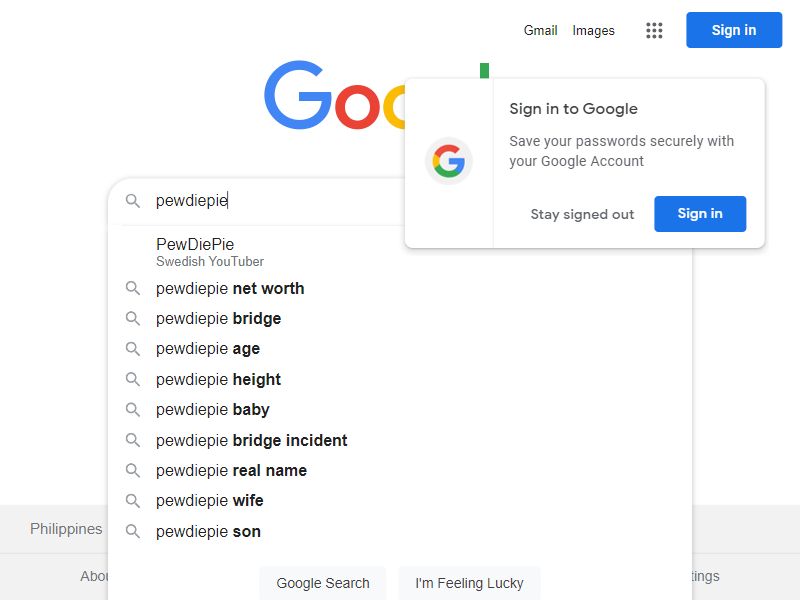 Gmail Images Sign in
Goo
Sign in to Google
Save your passwords securely with
your Google Account
Stay signed out Sign in
pewdiepie
PewDiePie
Swedish YouTuber
pewdiepie net worth
pewdiepie bridge
pewdiepie age
pewdiepie height
pewdiepie baby
pewdiepie bridge incident
pewdiepie real name
pewdiepie wife
pewdiepie son
Philippines
Google Search I'm Feeling Lucky